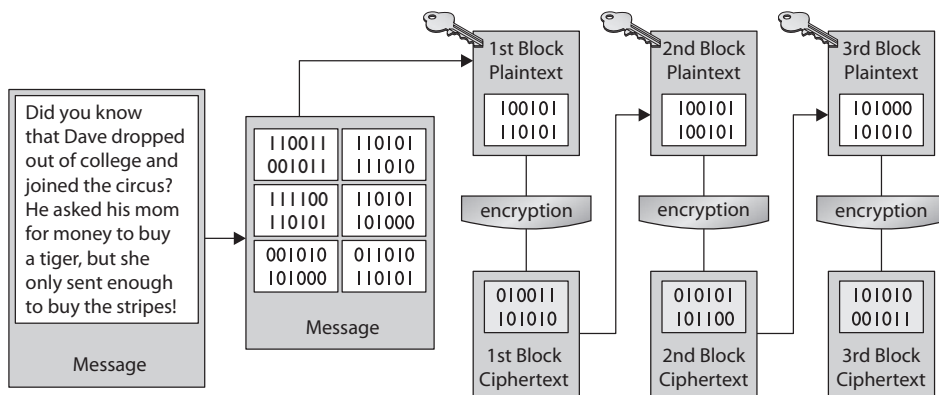 Did you know
that Dave dropped
out of college and
joined the circus?
He asked his mom
for money to buy
a tiger, but she
only sent enough
to buy the stripes!
Message
110011
001011
110101
111010
111100
110101
110101
101000
001010
101000
011010
110101
Message
1st Block
Plaintext
100101
110101
encryption
010011
101010
1st Block
Ciphertext
2nd Block
Plaintext
100101
100101
encryption
010101
101100
2nd Block
Ciphertext
3rd Block
Plaintext
101000
101010
encryption
101010
001011
3rd Block
Ciphertext